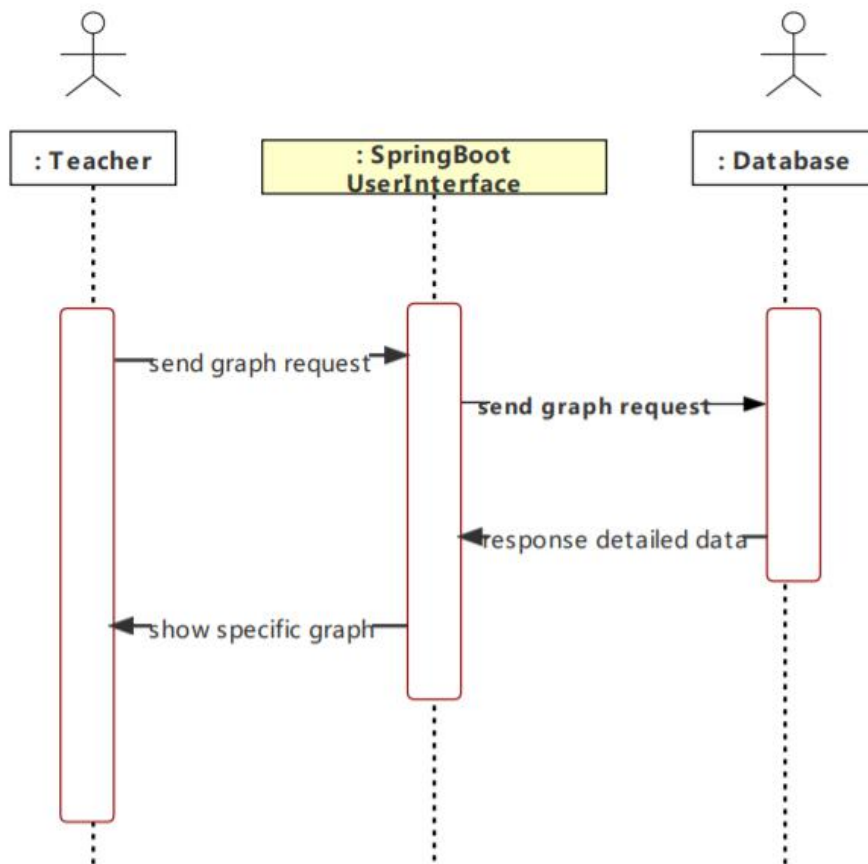 : Teacher
: SpringBoot
UserInterface
: Database
send graph request
send graph request
response detailed data
show specific graph